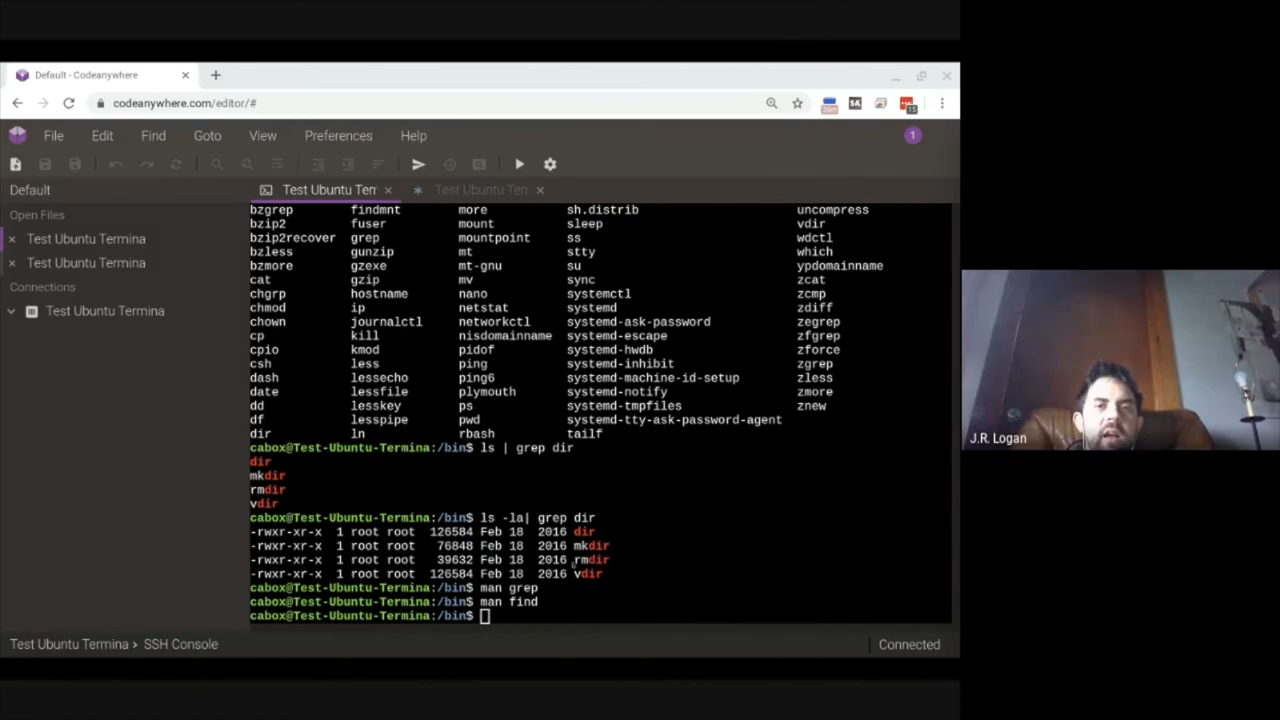 Default - Codeanywhere
codeanywhere.com/editor/#
File Edit Find Goto View Preferences Help 1
Default
Test Ubuntu Terr
Test Ubuntu Ten
Open Files
Test Ubuntu Termina
Test Ubuntu Termina
Connections
Test Ubuntu Termina
bzgrep findmnt more sh.distrib uncompress
bzip2 fuser mount sleep vdir
bzip2recover grep mountpoint ss wdctl
bzless gunzip mt stty which
bzmore gzexe mt-gnu su ypdomainname
cat gzip mv sync zcat
chgrp hostname nano systemctl zcmp
chmod ip netstat systemd zdiff
chown journalctl networkctl systemd-ask-password zegrep
cp kill nisdomainname systemd-escape zfgrep
cpio kmod pidof systemd-hwdb zforce
csh less ping systemd-inhibit zgrep
dash lessecho ping6 systemd-machine-id-setup zless
date lessfile plymouth systemd-notify zmore
dd lesskey ps systemd-tmpfiles znew
df lesspipe pwd systemd-tty-ask-password-agent
dir ln rbash tailf
cabox@Test-Ubuntu-Termina:/bin$ ls | grep dir
dir
mkdir
rmdir
vdir
cabox@Test-Ubuntu-Termina:/bin$ ls -la| grep dir
-rwxr-xr-x 1 root root 126584 Feb 18 2016 dir
-rwxr-xr-x 1 root root 76848 Feb 18 2016 mkdir
-rwxr-xr-x 1 root root 39632 Feb 18 2016 rmdir
-rwxr-xr-x 1 root root 126584 Feb 18 2016 vdir
cabox@Test-Ubuntu-Termina:/bin$ man grep
cabox@Test-Ubuntu-Termina:/bin$ man find
cabox@Test-Ubuntu-Termina:/bin$
Test Ubuntu Termina › SSH Console
Connected
J.R. Logan